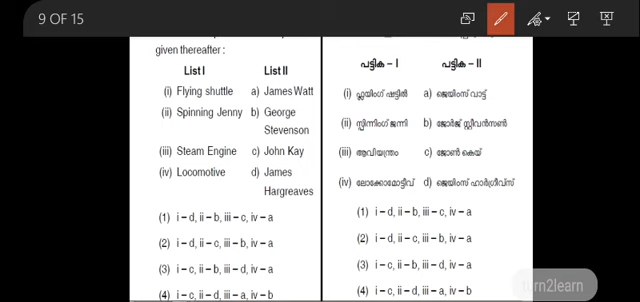 9 OF 15
given thereafter :
List I List II
(i) Flying shuttle a) James Watt
(ii) Spinning Jenny b) George
Stevenson
(iii) Steam Engine c) John Kay
(iv) Locomotive d) James
Hargreaves
(1) i – d, ii – b, iii – c, iv – a
(2) i – d, ii – c, iii – b, iv – a
(3) i – c, ii – b, iii – d, iv – a
(4) i – c, ii – d, iii – a, iv – b
പട്ടിക – I പട്ടിക – II
(i) ഫ്ലയിംഗ് ഷട്ടിൽ a) ജെയിംസ് വാട്ട്
(ii) സ്പിന്നിംഗ് ജന്നി b) ജോർജ് സ്റ്റീവൻസൺ
(iii) ആവിയന്ത്രം c) ജോൺ കെയ്
(iv) ലോക്കോമോട്ടീവ് d) ജെയിംസ് ഹാർഗ്രീവ്സ്
(1) i – d, ii – b, iii – c, iv – a
(2) i – d, ii – c, iii – b, iv – a
(3) i – c, ii – b, iii – d, iv – a
(4) i – c, ii – d, iii – a, iv – b
turn2learn